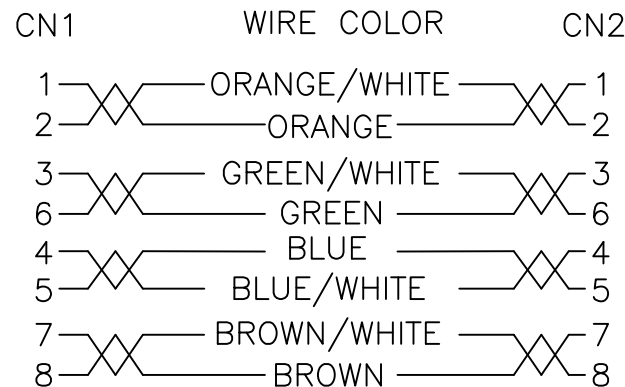 CN1 WIRE COLOR CN2
1 ORANGE/WHITE 1
2 ORANGE 2
3 GREEN/WHITE 3
6 GREEN 6
4 BLUE 4
5 BLUE/WHITE 5
7 BROWN/WHITE 7
8 BROWN 8